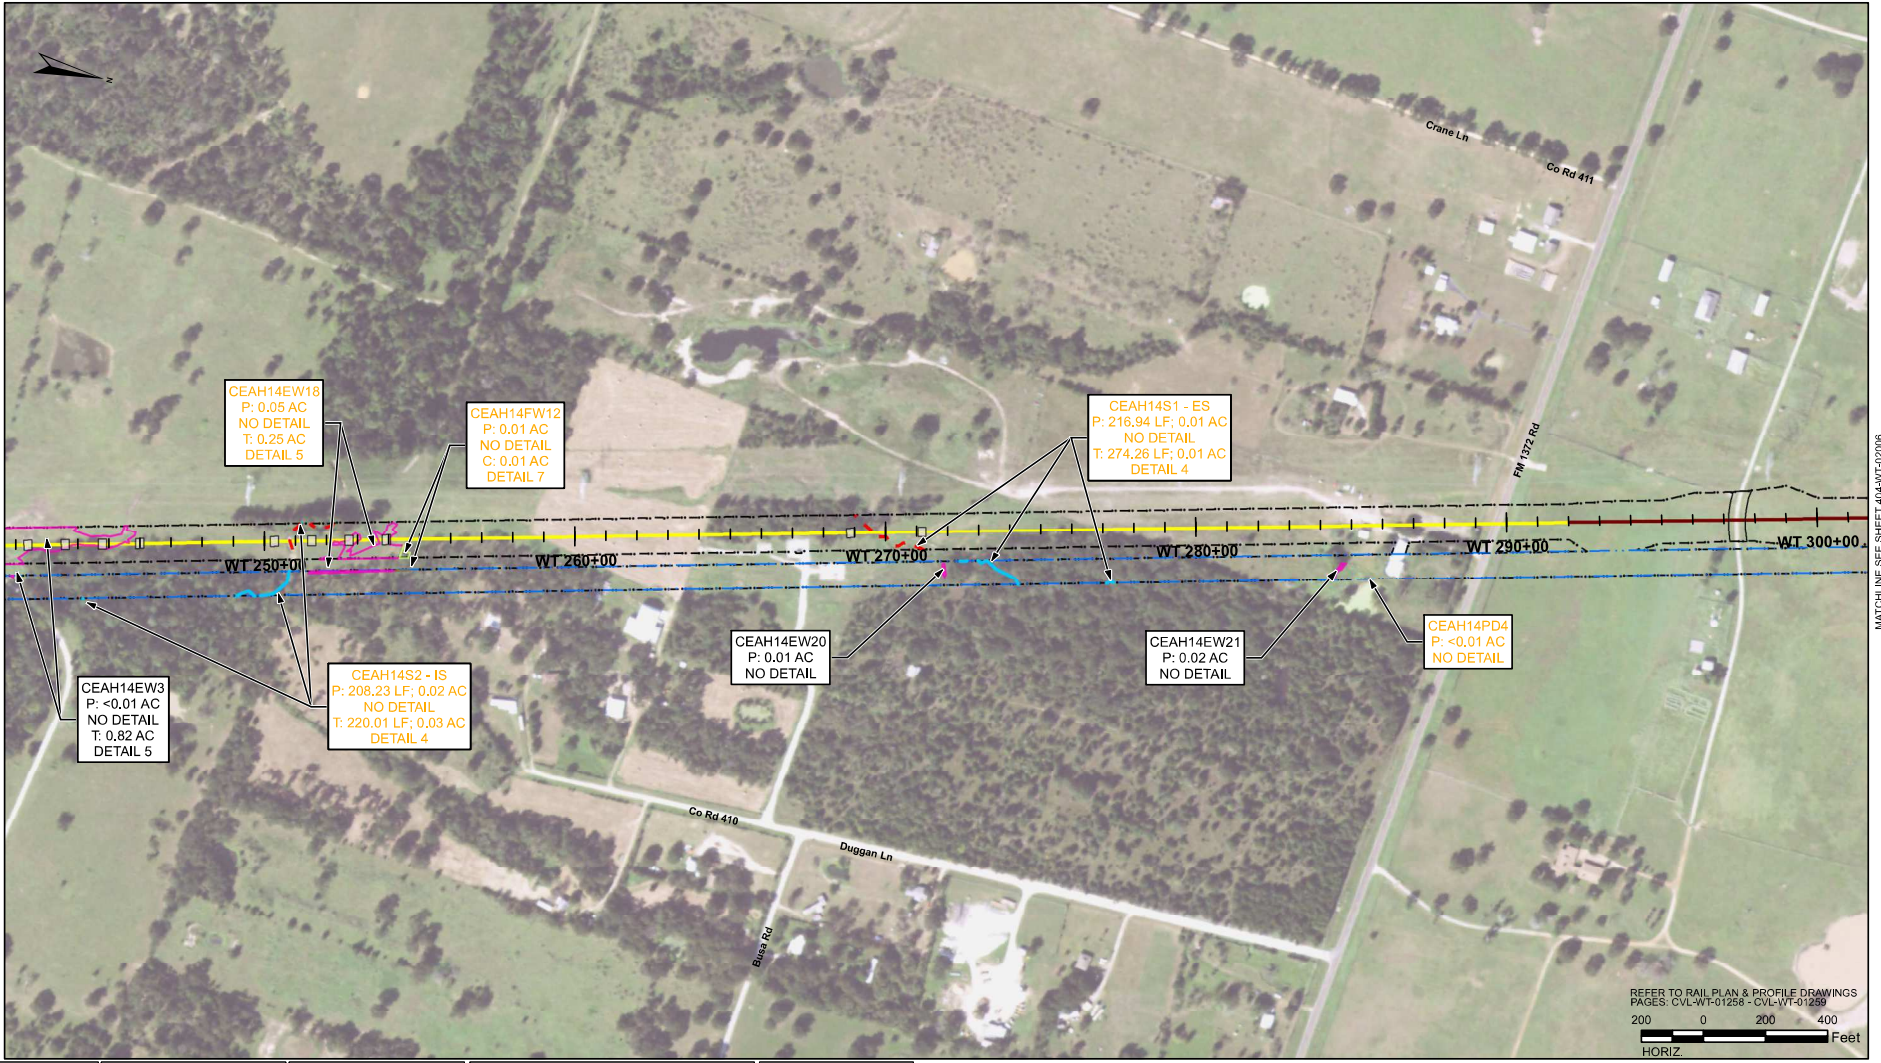 N
Crane Ln
Co Rd 411
CEAH14EW18
P: 0.05 AC
NO DETAIL
T: 0.25 AC
DETAIL 5
CEAH14FW12
P: 0.01 AC
NO DETAIL
C: 0.01 AC
DETAIL 7
CEAH14S1 - ES
P: 216.94 LF; 0.01 AC
NO DETAIL
T: 274.26 LF; 0.01 AC
DETAIL 4
FM 1372 Rd
MATCHLINE SEE SHEET 404-WT-02006
WT 250+00
WT 260+00
WT 270+00
WT 280+00
WT 290+00
WT 300+00
CEAH14EW3
P: <0.01 AC
NO DETAIL
T: 0.82 AC
DETAIL 5
CEAH14S2 - IS
P: 208.23 LF; 0.02 AC
NO DETAIL
T: 220.01 LF; 0.03 AC
DETAIL 4
CEAH14EW20
P: 0.01 AC
NO DETAIL
CEAH14EW21
P: 0.02 AC
NO DETAIL
CEAH14PD4
P: <0.01 AC
NO DETAIL
Co Rd 410
Duggan Ln
Busa Rd
REFER TO RAIL PLAN & PROFILE DRAWINGS
PAGES: CVL-WT-01258 - CVL-WT-01259
200 0 200 400
Feet
HORIZ.